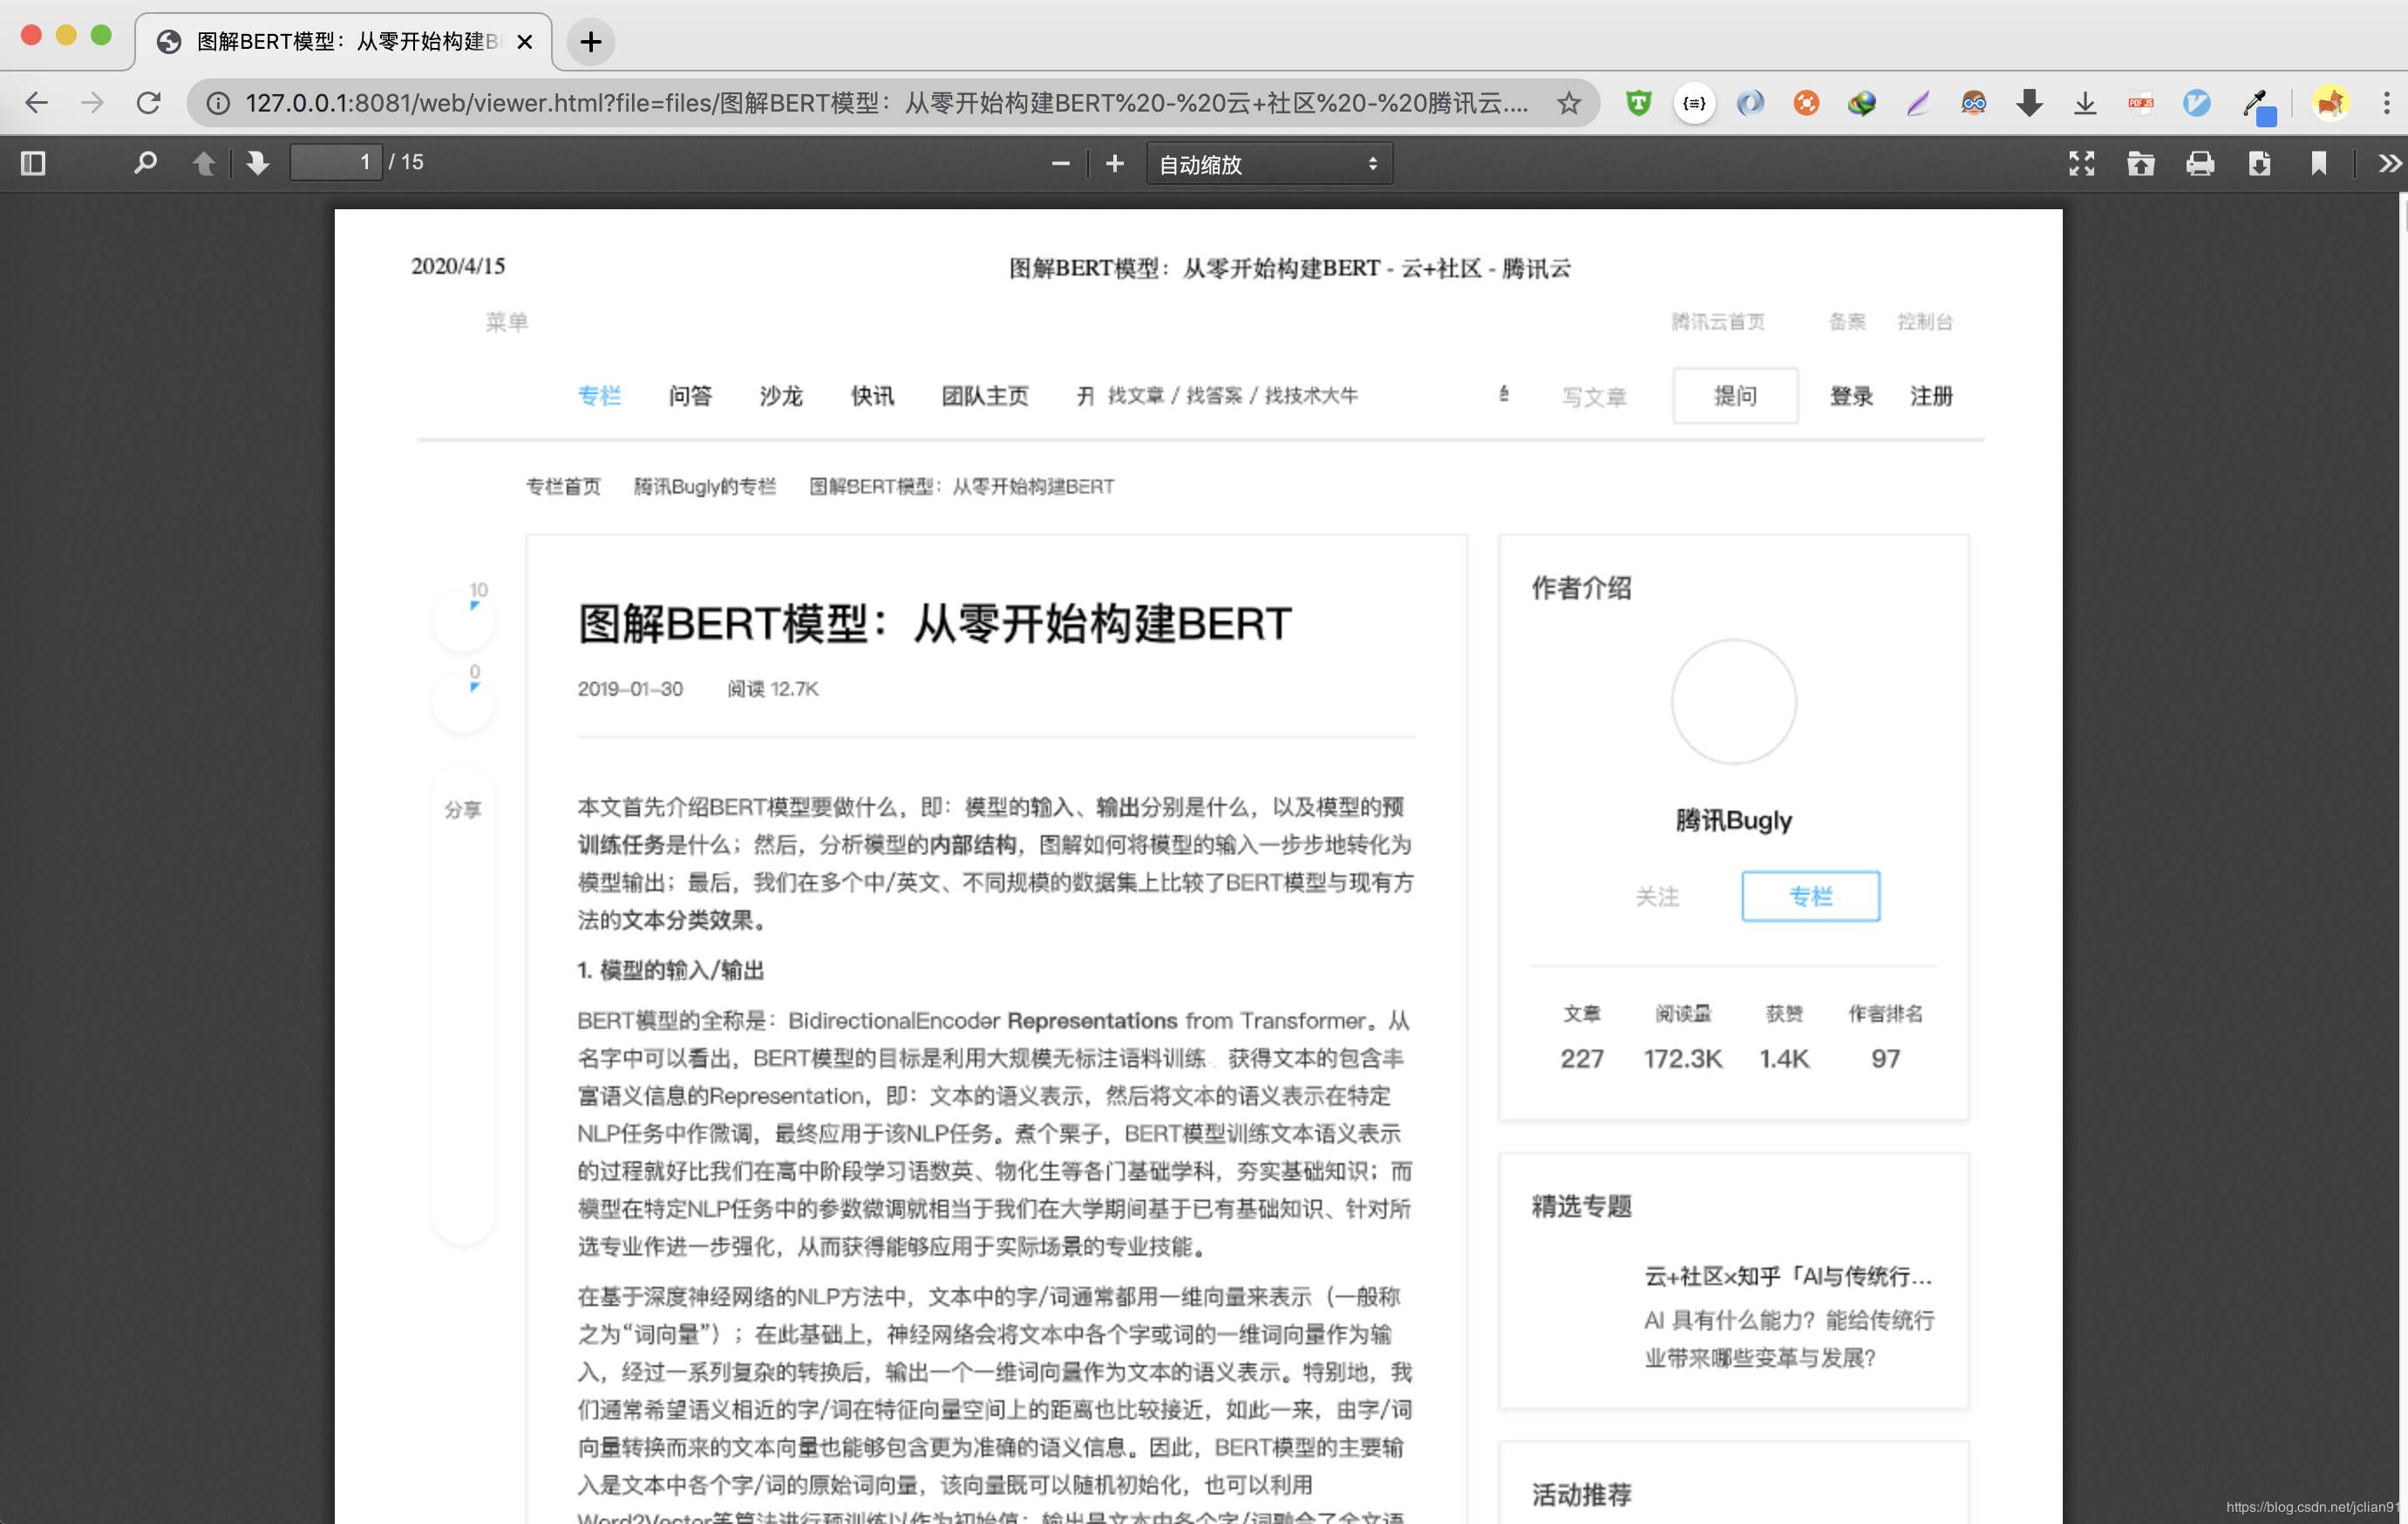 图解BERT模型：从零开始构建B
127.0.0.1:8081/web/viewer.html?file=files/图解BERT模型：从零开始构建BERT%20-%20云+社区%20-%20腾讯云....
1 / 15
自动缩放
2020/4/15
图解BERT模型：从零开始构建BERT - 云+社区 - 腾讯云
菜单
腾讯云首页 备案 控制台
专栏 问答 沙龙 快讯 团队主页 找文章 / 找答案 / 找技术大牛 写文章 提问 登录 注册
专栏首页 腾讯Bugly的专栏 图解BERT模型：从零开始构建BERT
10
0
分享
图解BERT模型：从零开始构建BERT
2019-01-30 阅读 12.7K
本文首先介绍BERT模型要做什么，即：模型的输入、输出分别是什么，以及模型的预
训练任务是什么；然后，分析模型的内部结构，图解如何将模型的输入一步步地转化为
模型输出；最后，我们在多个中/英文、不同规模的数据集上比较了BERT模型与现有方
法的文本分类效果。
1. 模型的输入/输出
BERT模型的全称是：BidirectionalEncoder Representations from Transformer。从
名字中可以看出，BERT模型的目标是利用大规模无标注语料训练、获得文本的包含丰
富语义信息的Representation，即：文本的语义表示，然后将文本的语义表示在特定
NLP任务中作微调，最终应用于该NLP任务。煮个栗子，BERT模型训练文本语义表示
的过程就好比我们在高中阶段学习语数英、物化生等各门基础学科，夯实基础知识；而
模型在特定NLP任务中的参数微调就相当于我们在大学期间基于已有基础知识、针对所
选专业作进一步强化，从而获得能够应用于实际场景的专业技能。
在基于深度神经网络的NLP方法中，文本中的字/词通常都用一维向量来表示（一般称
之为“词向量”）；在此基础上，神经网络会将文本中各个字或词的一维词向量作为输
入，经过一系列复杂的转换后，输出一个一维词向量作为文本的语义表示。特别地，我
们通常希望语义相近的字/词在特征向量空间上的距离也比较接近，如此一来，由字/词
向量转换而来的文本向量也能够包含更为准确的语义信息。因此，BERT模型的主要输
入是文本中各个字/词的原始词向量，该向量既可以随机初始化，也可以利用
Word2Vector等算法进行预训练以作为初始值；输出是文本中各个字/词融合了全文语
作者介绍
腾讯Bugly
关注 专栏
文章 阅读量 获赞 作者排名
227 172.3K 1.4K 97
精选专题
云+社区×知乎「AI与传统行...
AI 具有什么能力？能给传统行
业带来哪些变革与发展？
活动推荐
https://blog.csdn.net/jclian91